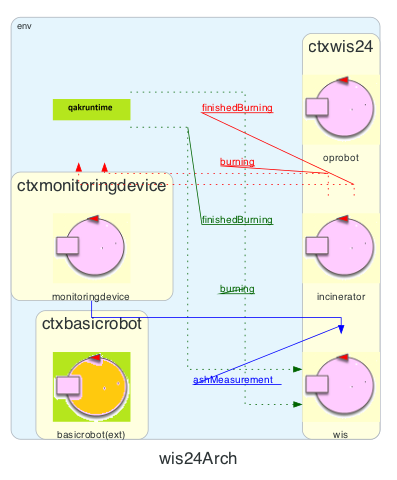 env
ctxwis24
qakruntime
finishedBurning
oprobot
burning
ctxmonitoringdevice
finishedBurning
burning
monitoringdevice
incinerator
ctxbasicrobot
ashMeasurement
basicrobot(ext)
wis
wis24Arch